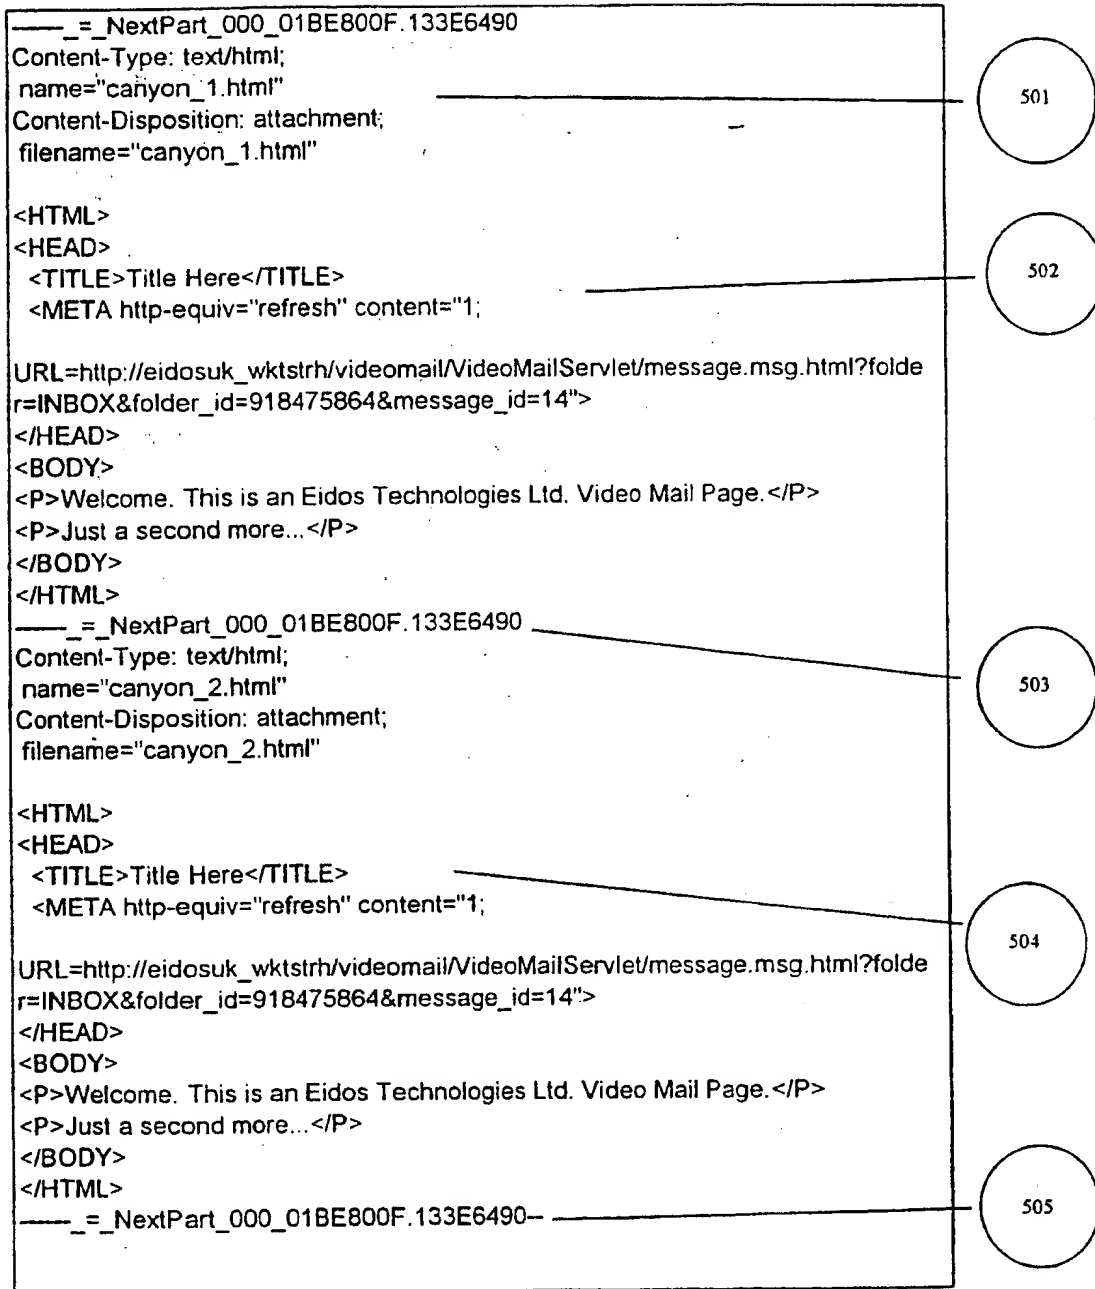 ------_=_NextPart_000_01BE800F.133E6490
Content-Type: text/html;
name="canyon_1.html"
501
Content-Disposition: attachment;
filename="canyon_1.html"
<HTML>
<HEAD>
<TITLE>Title Here</TITLE>
502
<META http-equiv="refresh" content="1;
URL=http://eidosuk_wktstrh/videomail/VideoMailServlet/message.msg.html?folde
r=INBOX&folder_id=918475864&message_id=14">
</HEAD>
<BODY>
<P>Welcome. This is an Eidos Technologies Ltd. Video Mail Page.</P>
<P>Just a second more...</P>
</BODY>
</HTML>
------_=_NextPart_000_01BE800F.133E6490
Content-Type: text/html;
name="canyon_2.html"
503
Content-Disposition: attachment;
filename="canyon_2.html"
<HTML>
<HEAD>
<TITLE>Title Here</TITLE>
<META http-equiv="refresh" content="1;
504
URL=http://eidosuk_wktstrh/videomail/VideoMailServlet/message.msg.html?folde
r=INBOX&folder_id=918475864&message_id=14">
</HEAD>
<BODY>
<P>Welcome. This is an Eidos Technologies Ltd. Video Mail Page.</P>
<P>Just a second more...</P>
</BODY>
</HTML>
------_=_NextPart_000_01BE800F.133E6490--
505